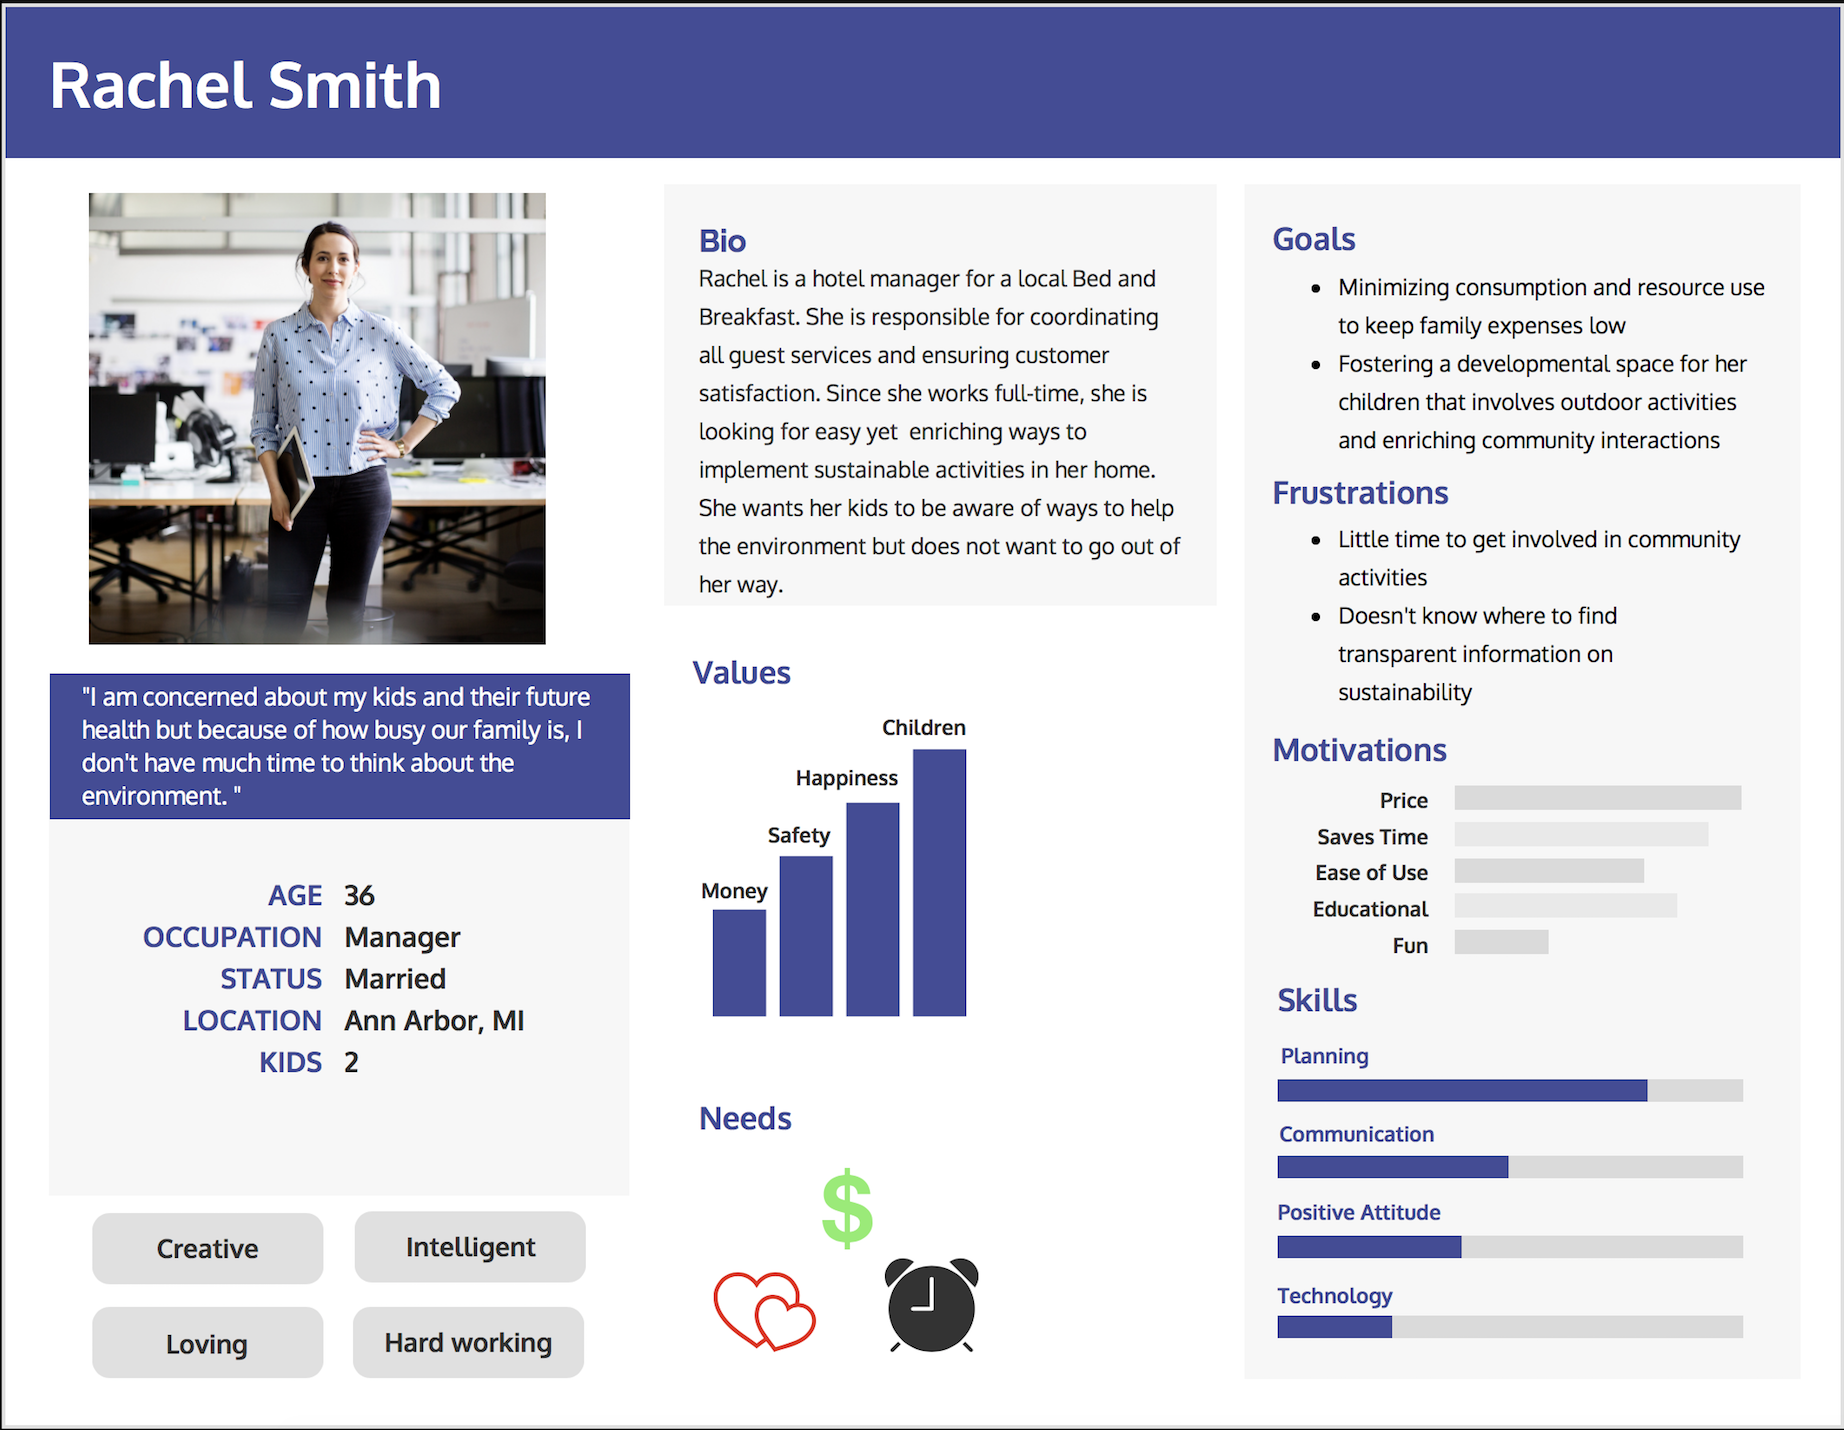 Rachel Smith
"I am concerned about my kids and their future
health but because of how busy our family is, I
don't have much time to think about the
environment. "
AGE 36
OCCUPATION Manager
STATUS Married
LOCATION Ann Arbor, MI
KIDS 2
Creative
Intelligent
Loving
Hard working
Bio
Rachel is a hotel manager for a local Bed and
Breakfast. She is responsible for coordinating
all guest services and ensuring customer
satisfaction. Since she works full-time, she is
looking for easy yet  enriching ways to
implement sustainable activities in her home.
She wants her kids to be aware of ways to help
the environment but does not want to go out of
her way.
Values
Children
Happiness
Safety
Money
Needs
$
Goals
• Minimizing consumption and resource use
to keep family expenses low
• Fostering a developmental space for her
children that involves outdoor activities
and enriching community interactions
Frustrations
• Little time to get involved in community
activities
• Doesn't know where to find
transparent information on
sustainability
Motivations
Price
Saves Time
Ease of Use
Educational
Fun
Skills
Planning
Communication
Positive Attitude
Technology